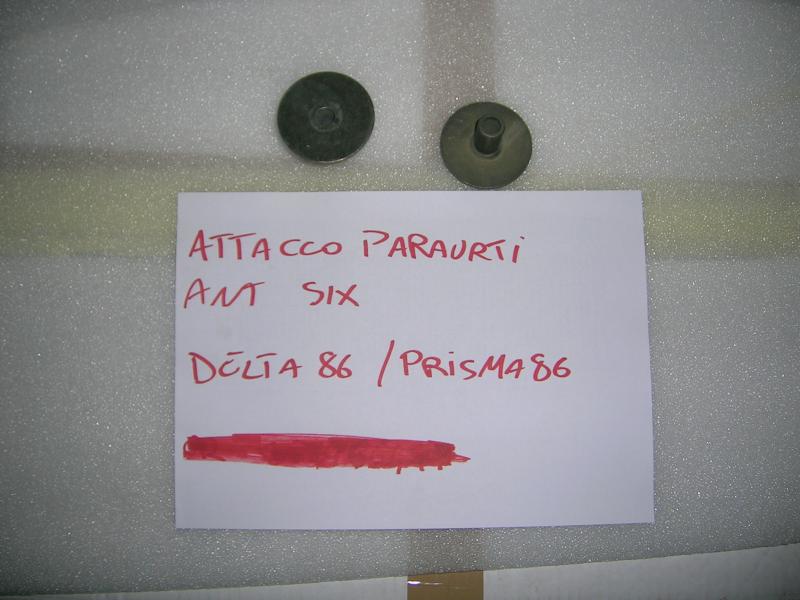 ATTACCO PARAURTI
ANT SIX
DELTA 86 / PRISMA 86